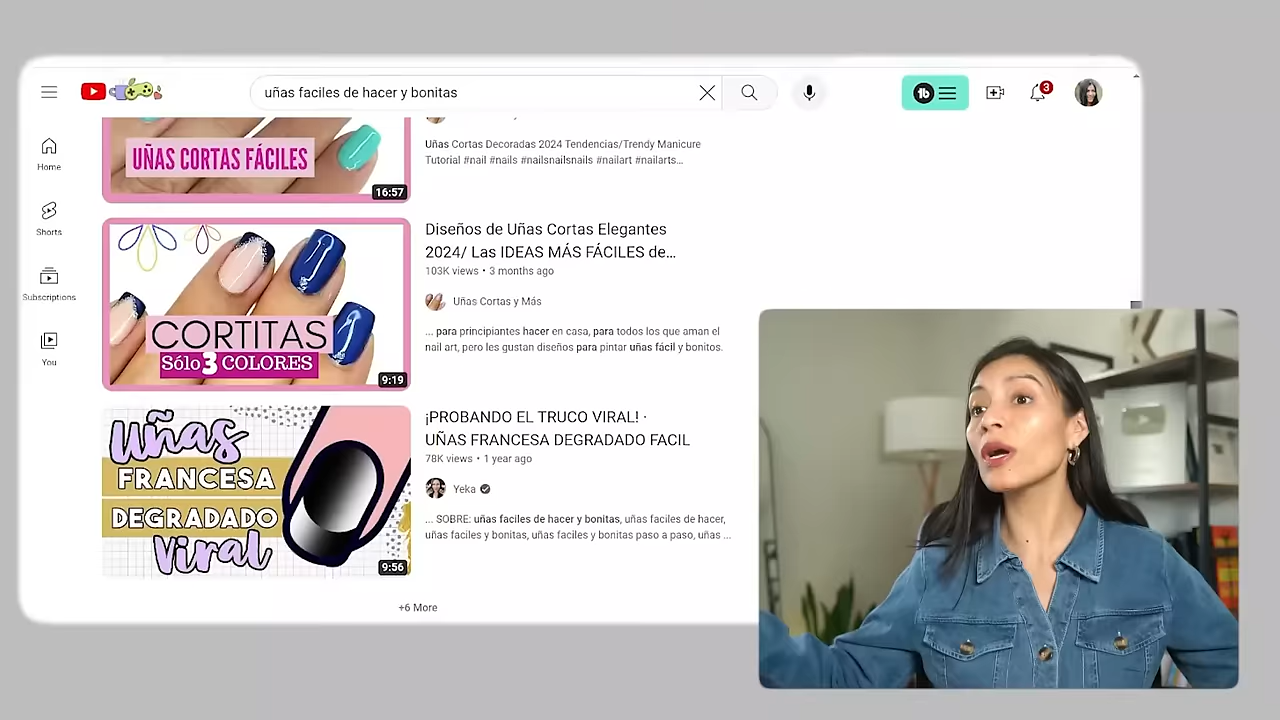 uñas faciles de hacer y bonitas
3
Home
Shorts
Subscriptions
You
UÑAS CORTAS FÁCILES
16:57
Uñas Cortas Decoradas 2024 Tendencias/Trendy Manicure
Tutorial #nail #nails #nailsnailsnails #nailart #nailarts...
CORTITAS
Sólo 3 COLORES
9:19
Diseños de Uñas Cortas Elegantes
2024/ Las IDEAS MÁS FÁCILES de...
103K views • 3 months ago
Uñas Cortas y Más
... para principiantes hacer en casa, para todos los que aman el
nail art, pero les gustan diseños para pintar uñas fácil y bonitos.
Uñas
FRANCESA
DEGRADADO
Viral
9:56
¡PROBANDO EL TRUCO VIRAL! ·
UÑAS FRANCESA DEGRADADO FACIL
78K views • 1 year ago
Yeka
... SOBRE: uñas faciles de hacer y bonitas, uñas faciles de hacer,
uñas faciles y bonitas, uñas faciles y bonitas paso a paso, uñas ...
+6 More